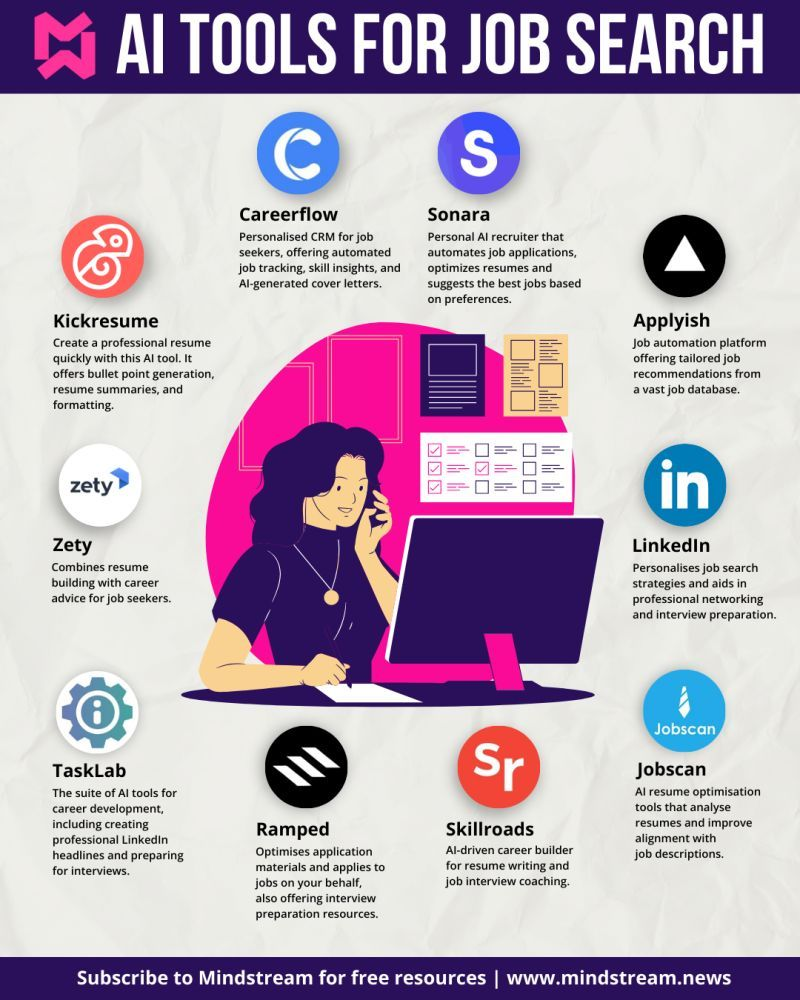 AI TOOLS FOR JOB SEARCH
Careerflow
Personalised CRM for job
seekers, offering automated
job tracking, skill insights, and
AI-generated cover letters.
S
Sonara
Personal AI recruiter that
automates job applications,
optimizes resumes and
suggests the best jobs based
on preferences.
Kickresume
Create a professional resume
quickly with this AI tool. It
offers bullet point generation,
resume summaries, and
formatting.
Applyish
Job automation platform
offering tailored job
recommendations from
a vast job database.
zety
Zety
Combines resume
building with career
advice for job seekers.
in
LinkedIn
Personalises job search
strategies and aids in
professional networking
and interview preparation.
TaskLab
The suite of AI tools for
career development,
including creating
professional LinkedIn
headlines and preparing
for interviews.
Ramped
Optimises application
materials and applies to
jobs on your behalf,
also offering interview
preparation resources.
Sr
Skillroads
AI-driven career builder
for resume writing and
job interview coaching.
Jobscan
Jobscan
AI resume optimisation
tools that analyse
resumes and improve
alignment with
job descriptions.
Subscribe to Mindstream for free resources | www.mindstream.news